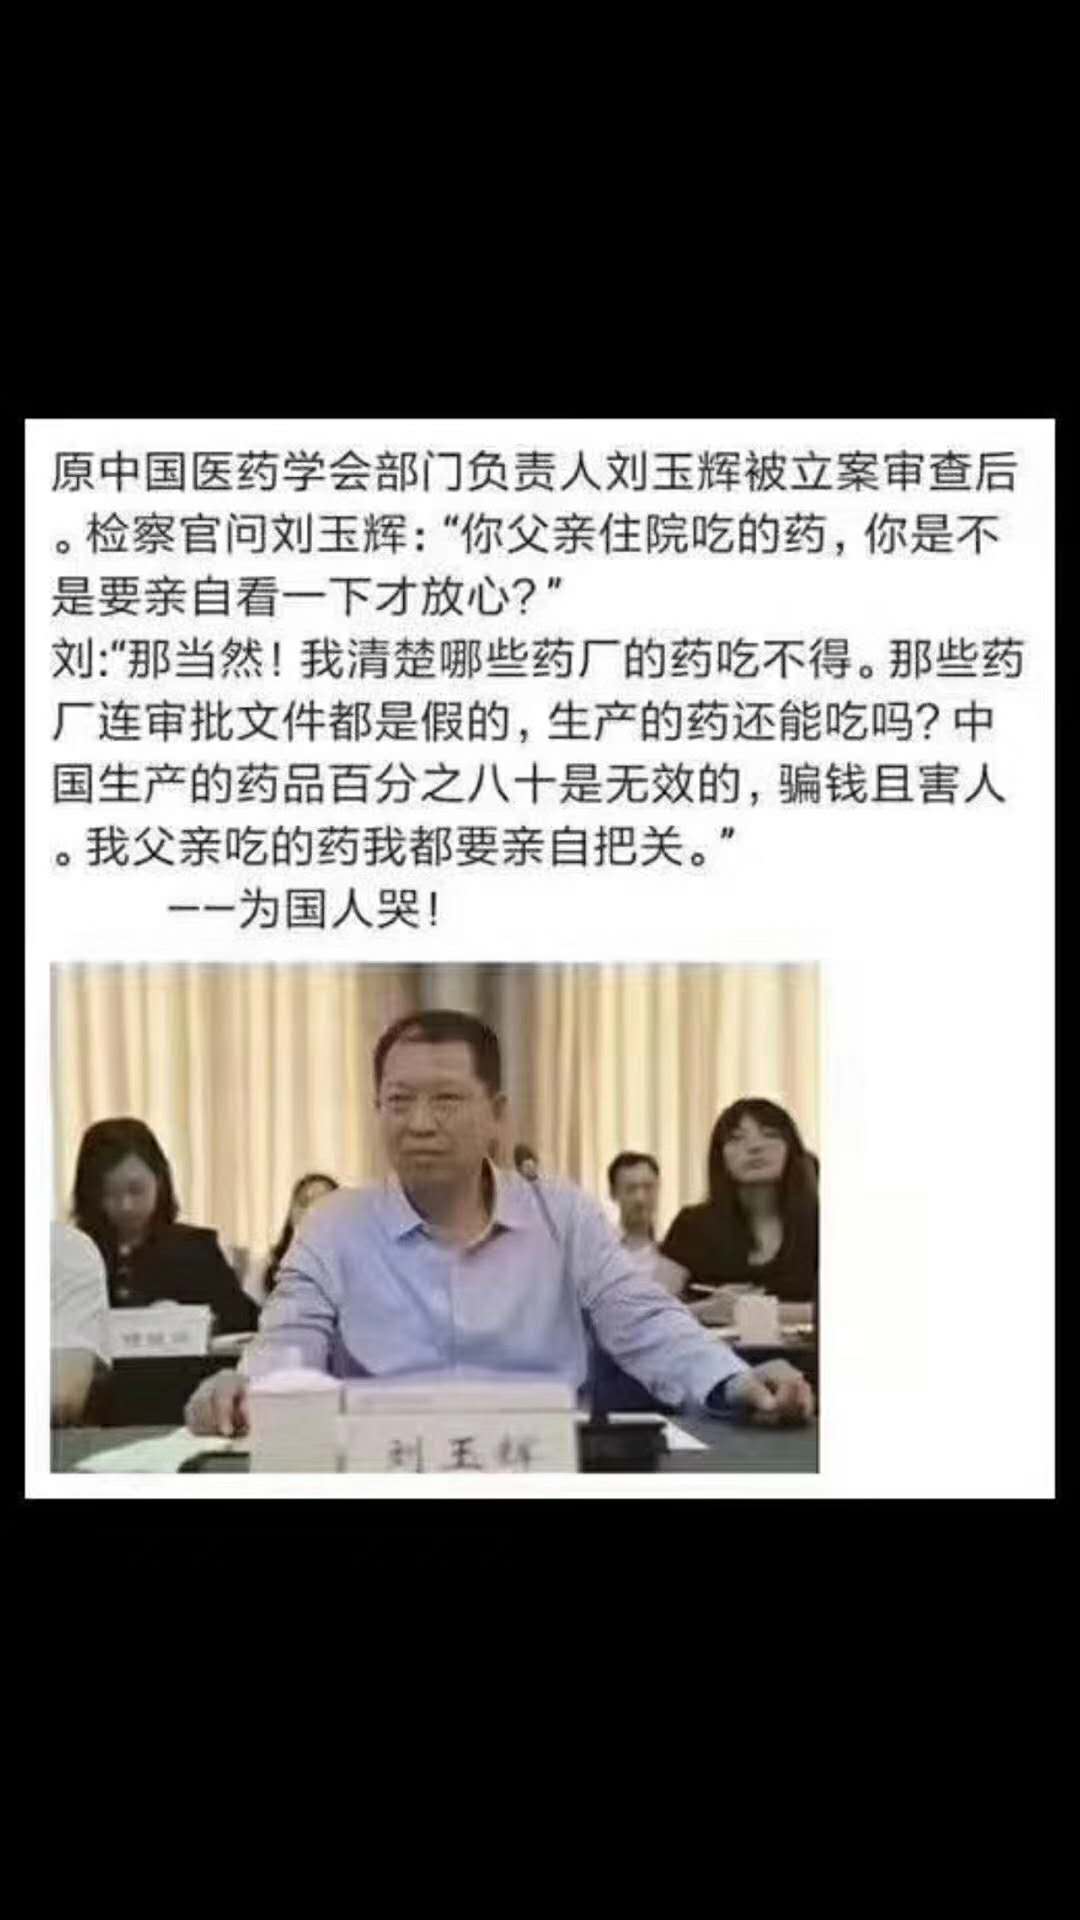 原中国医药学会部门负责人刘玉辉被立案审查后
。检察官问刘玉辉：“你父亲住院吃的药，你是不
是要亲自看一下才放心？”
刘:“那当然！我清楚哪些药厂的药吃不得。那些药
厂连审批文件都是假的，生产的药还能吃吗？中
国生产的药品百分之八十是无效的，骗钱且害人
。我父亲吃的药我都要亲自把关。”
——为国人哭！
刘玉辉